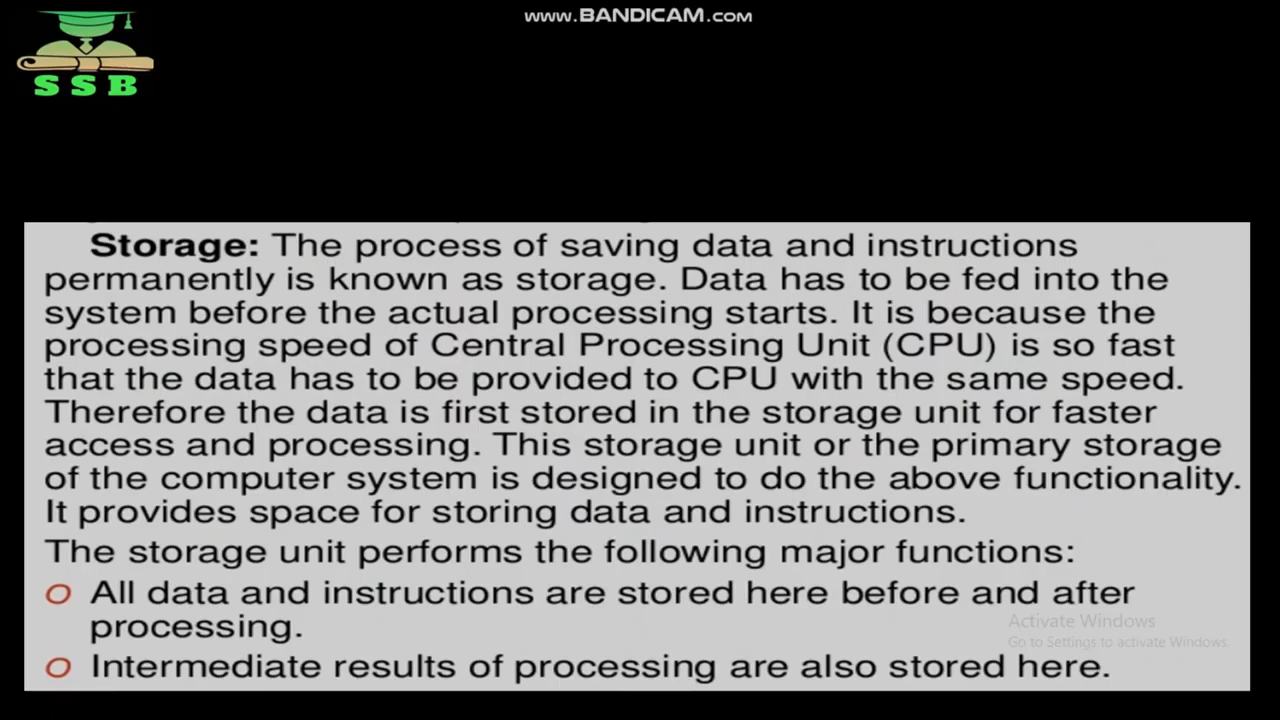 www.BANDICAM.com
SSB
Storage: The process of saving data and instructions
permanently is known as storage. Data has to be fed into the
system before the actual processing starts. It is because the
processing speed of Central Processing Unit (CPU) is so fast
that the data has to be provided to CPU with the same speed.
Therefore the data is first stored in the storage unit for faster
access and processing. This storage unit or the primary storage
of the computer system is designed to do the above functionality.
It provides space for storing data and instructions.
The storage unit performs the following major functions:
O All data and instructions are stored here before and after
processing.
Activate Windows
Go to Settings to activate Windows.
O Intermediate results of processing are also stored here.